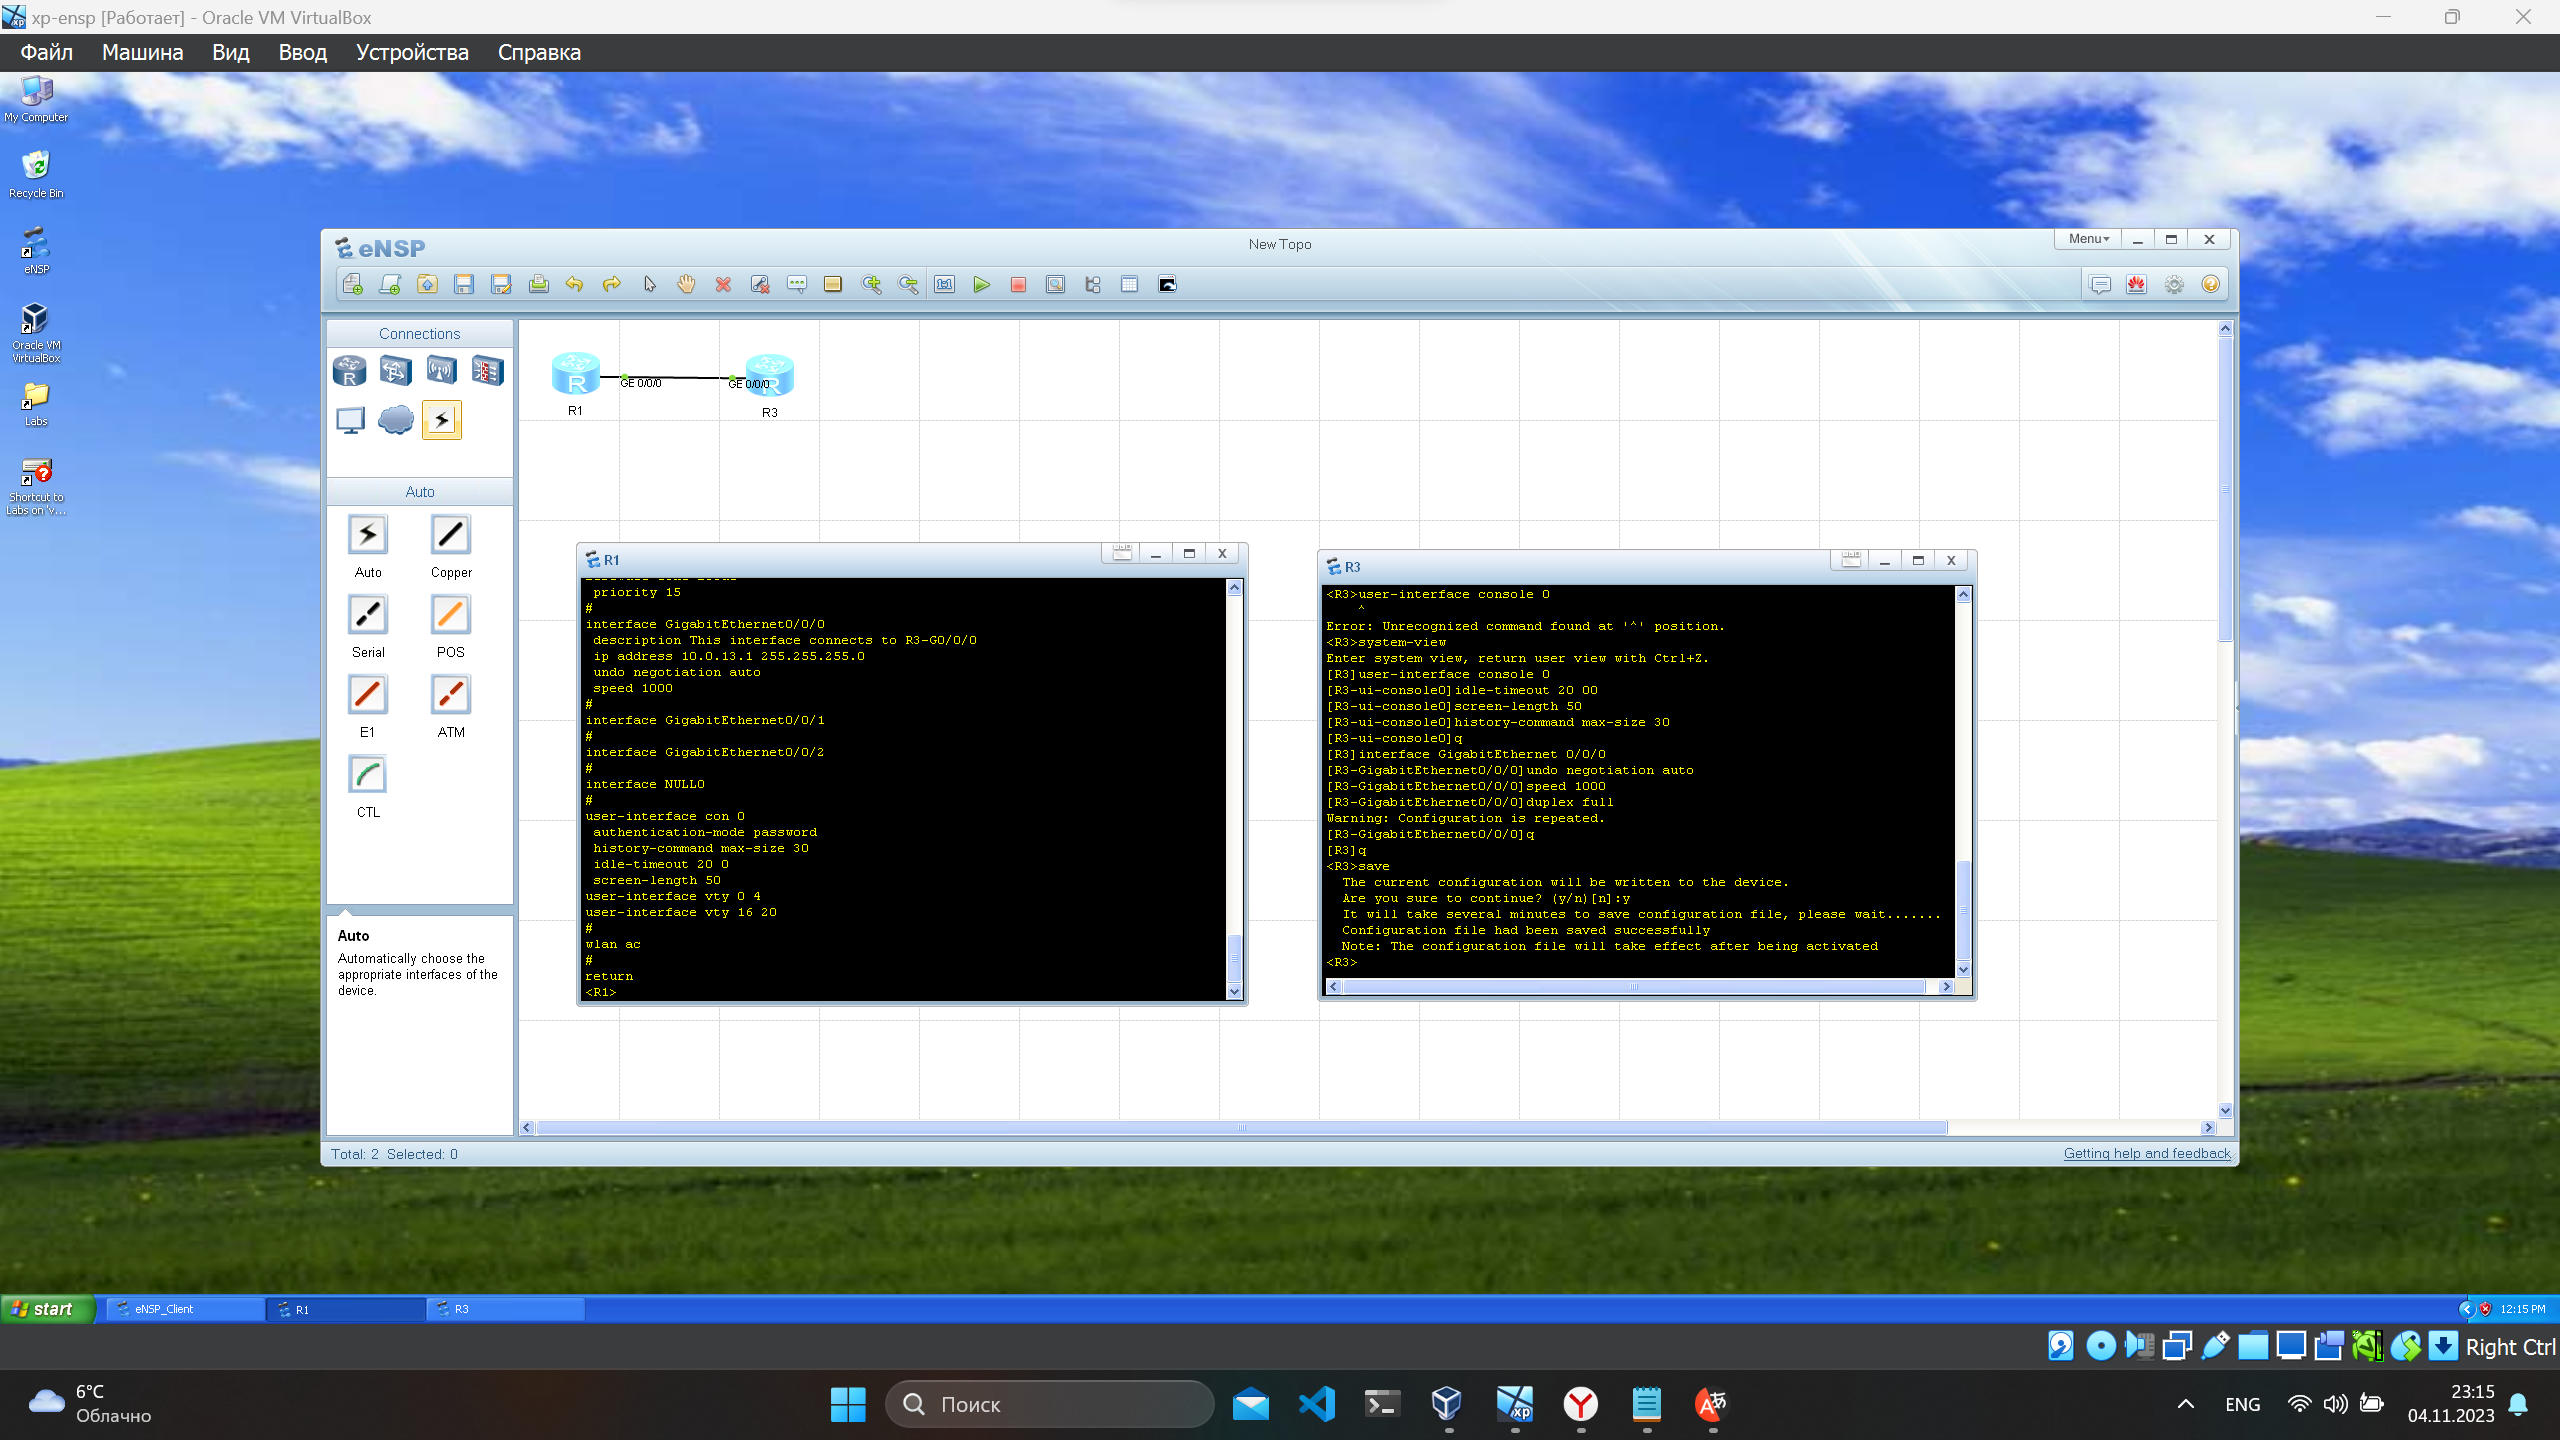 xp-ensp [Работает] - Oracle VM VirtualBox
Файл Машина Вид Ввод Устройства Справка
My Computer
Recycle Bin
eNSP
Oracle VM VirtualBox
Labs
Shortcut to Labs on 'v...
eNSP
New Topo
Menu
Connections
R
Auto
Auto Copper
Serial POS
E1 ATM
CTL
Auto
Automatically choose the
appropriate interfaces of the
device.
R R
GE 0/0/0 GE 0/0/0
R1 R3
R1
priority 15
#
interface GigabitEthernet0/0/0
description This interface connects to R3-G0/0/0
ip address 10.0.13.1 255.255.255.0
undo negotiation auto
speed 1000
#
interface GigabitEthernet0/0/1
#
interface GigabitEthernet0/0/2
#
interface NULL0
#
user-interface con 0
authentication-mode password
history-command max-size 30
idle-timeout 20 0
screen-length 50
user-interface vty 0 4
user-interface vty 16 20
#
wlan ac
#
return
<R1>
R3
<R3>user-interface console 0
^
Error: Unrecognized command found at '^' position.
<R3>system-view
Enter system view, return user view with Ctrl+Z.
[R3]user-interface console 0
[R3-ui-console0]idle-timeout 20 00
[R3-ui-console0]screen-length 50
[R3-ui-console0]history-command max-size 30
[R3-ui-console0]q
[R3]interface GigabitEthernet 0/0/0
[R3-GigabitEthernet0/0/0]undo negotiation auto
[R3-GigabitEthernet0/0/0]speed 1000
[R3-GigabitEthernet0/0/0]duplex full
Warning: Configuration is repeated.
[R3-GigabitEthernet0/0/0]q
[R3]q
<R3>save
The current configuration will be written to the device.
Are you sure to continue? (y/n)[n]:y
It will take several minutes to save configuration file, please wait.......
Configuration file had been saved successfully
Note: The configuration file will take effect after being activated
<R3>
Total: 2 Selected: 0
Getting help and feedback
start
eNSP_Client
R1
R3
12:15 PM
Right Ctrl
6°C
Облачно
Поиск
xp
ENG
23:15
04.11.2023